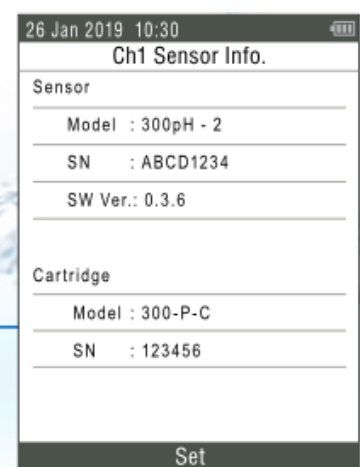 26 Jan 2019 10:30
Ch1 Sensor Info.
Sensor
Model : 300pH - 2
SN : ABCD1234
SW Ver.: 0.3.6
Cartridge
Model : 300-P-C
SN : 123456
Set